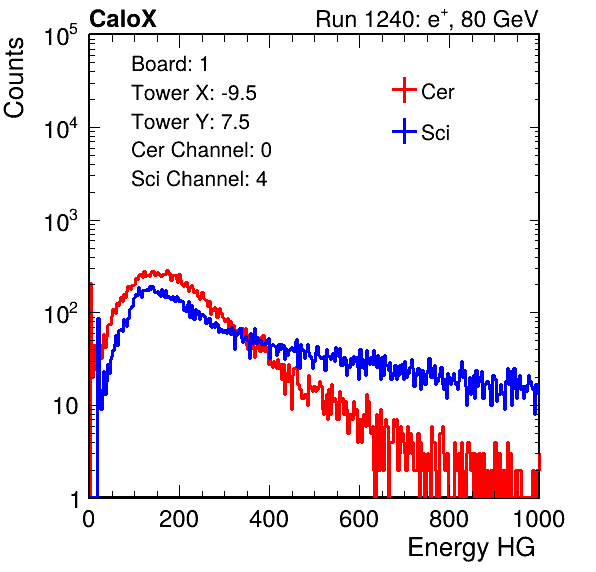 CaloX Run 1240: e⁺, 80 GeV
Counts
Board: 1
Tower X: -9.5
Tower Y: 7.5
Cer Channel: 0
Sci Channel: 4
Cer
Sci
10⁵
10⁴
10³
10²
10
1
0 200 400 600 800 1000
Energy HG